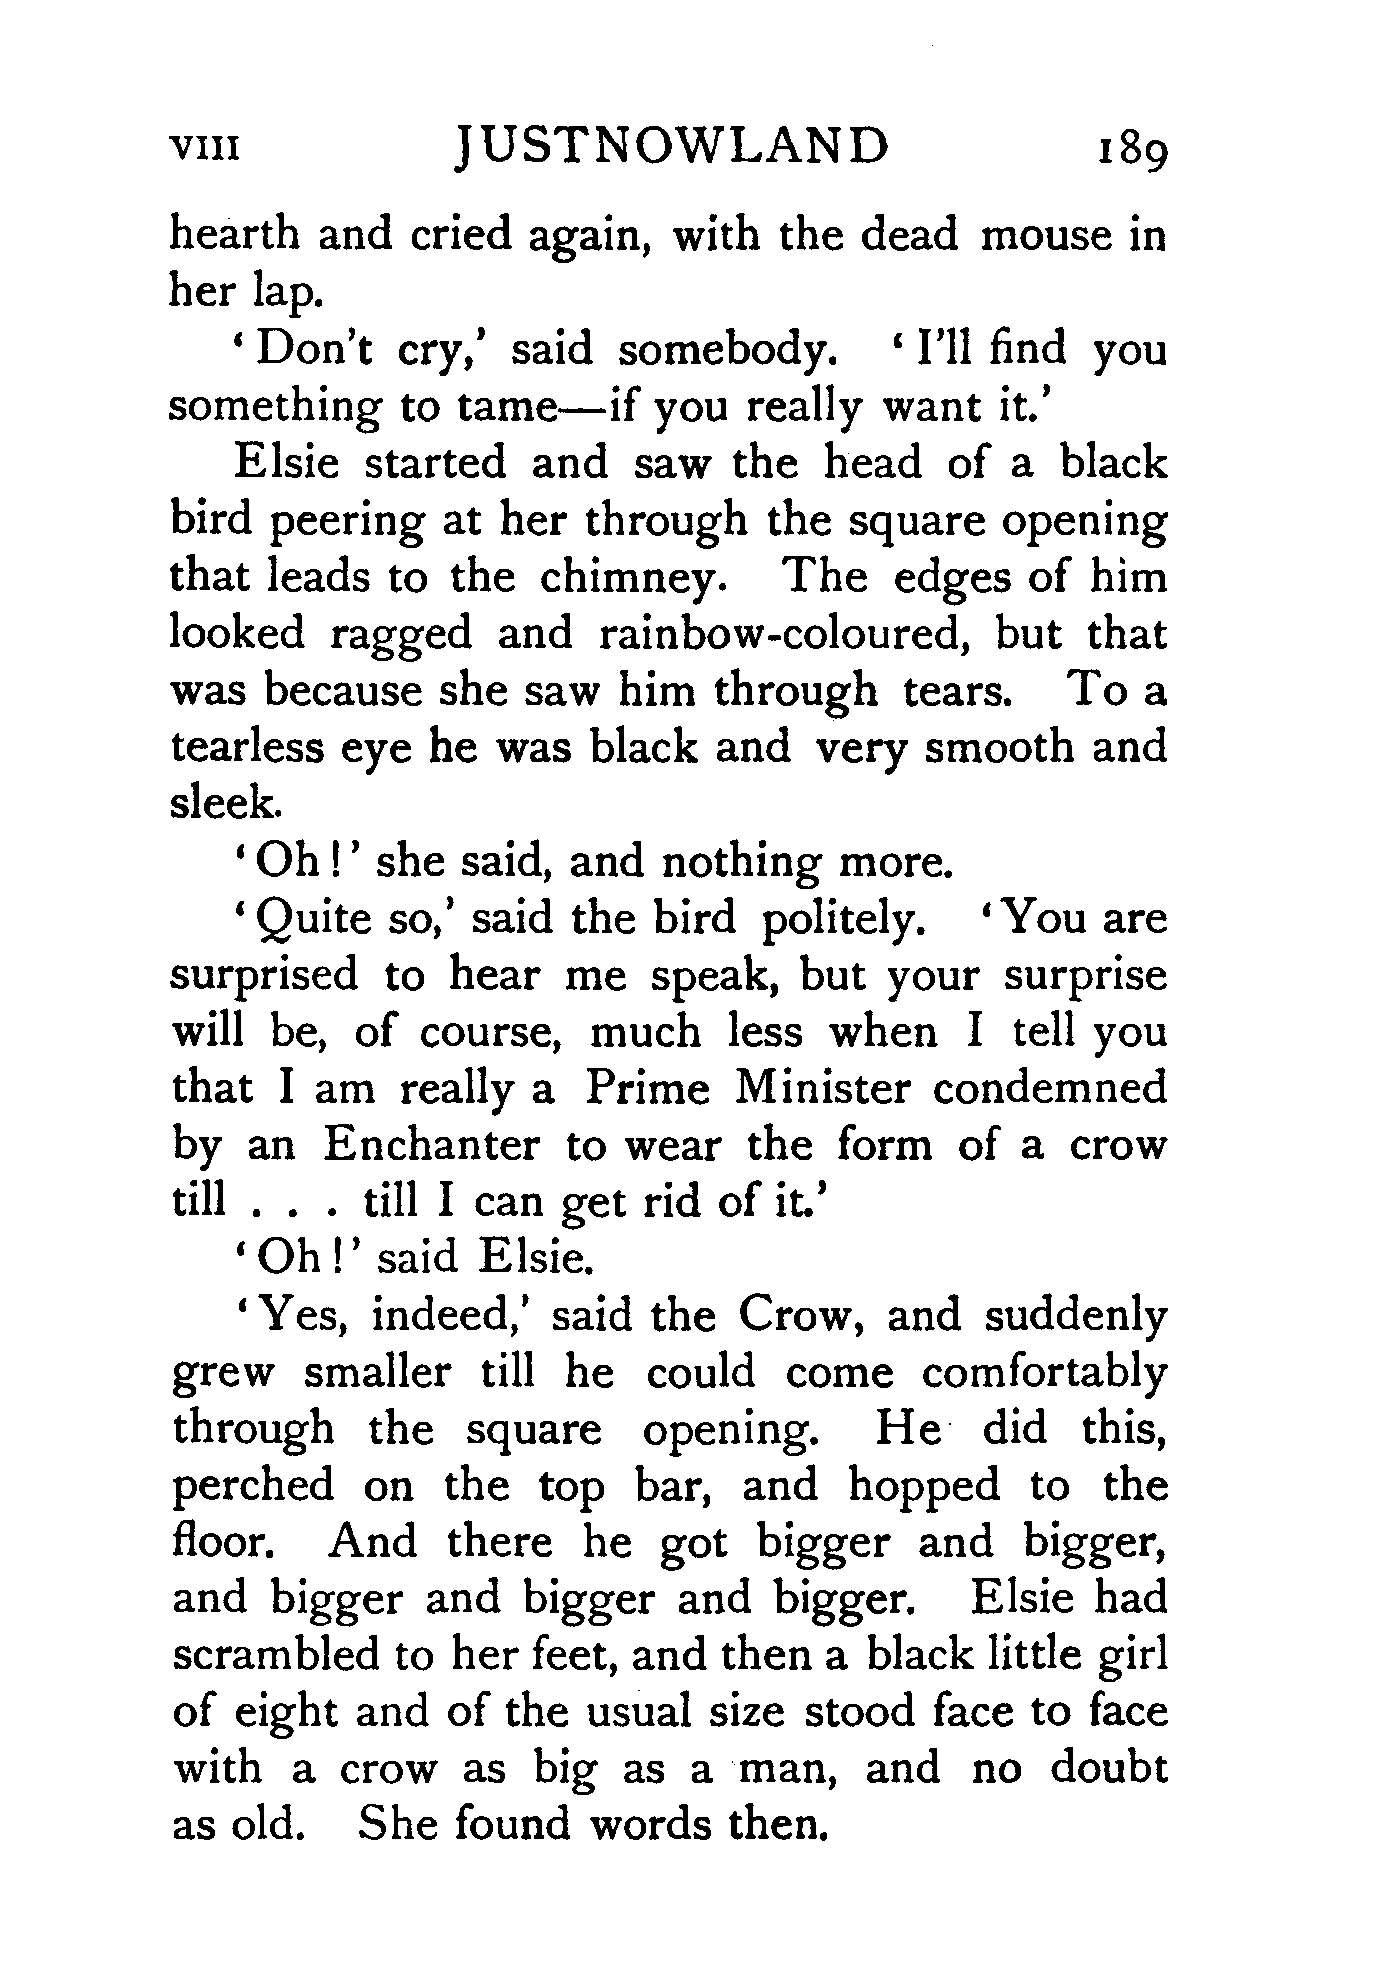 VIII JUSTNOWLAND 189
hearth and cried again, with the dead mouse in
her lap.
‘Don't cry,’ said somebody. ‘I'll find you
something to tame—if you really want it.’
Elsie started and saw the head of a black
bird peering at her through the square opening
that leads to the chimney. The edges of him
looked ragged and rainbow-coloured, but that
was because she saw him through tears. To a
tearless eye he was black and very smooth and
sleek.
‘Oh!’ she said, and nothing more.
‘Quite so,’ said the bird politely. ‘You are
surprised to hear me speak, but your surprise
will be, of course, much less when I tell you
that I am really a Prime Minister condemned
by an Enchanter to wear the form of a crow
till . . . till I can get rid of it.’
‘Oh!’ said Elsie.
‘Yes, indeed,’ said the Crow, and suddenly
grew smaller till he could come comfortably
through the square opening. He did this,
perched on the top bar, and hopped to the
floor. And there he got bigger and bigger,
and bigger and bigger and bigger. Elsie had
scrambled to her feet, and then a black little girl
of eight and of the usual size stood face to face
with a crow as big as a man, and no doubt
as old. She found words then.